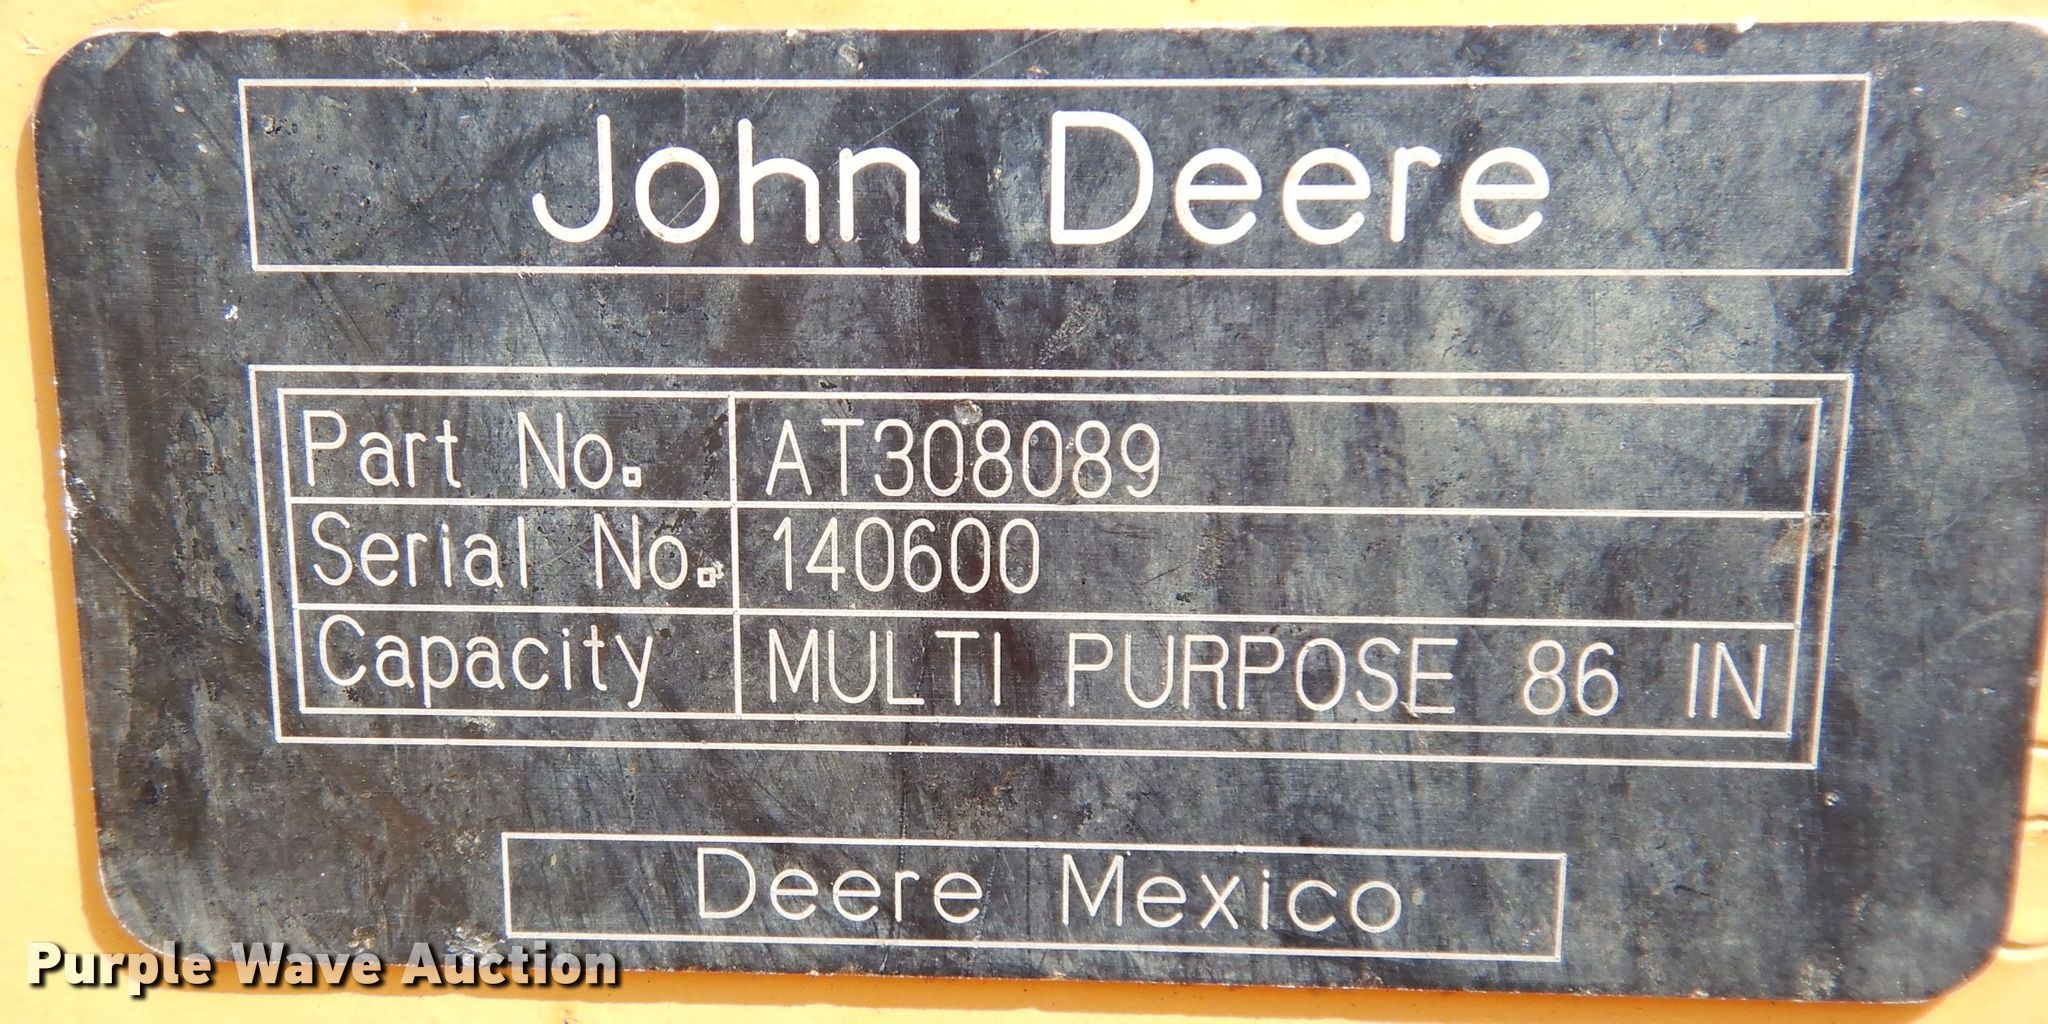 John Deere
Part No. AT308089
Serial No. 140600
Capacity MULTI PURPOSE 86 IN
Deere Mexico
Purple Wave Auction